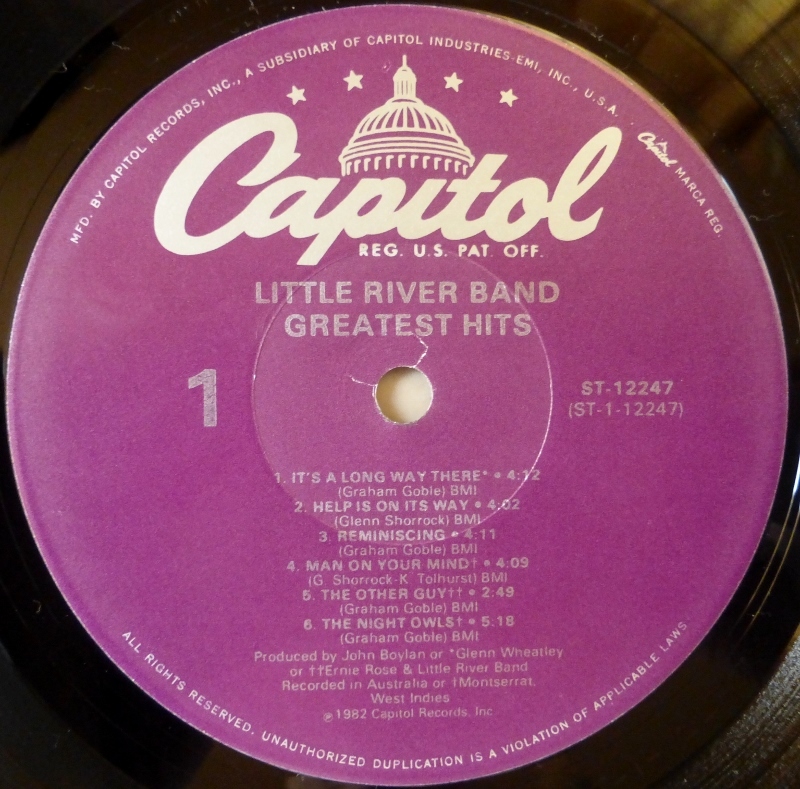 MFD. BY CAPITOL RECORDS, INC., A SUBSIDIARY OF CAPITOL INDUSTRIES-EMI, INC., U.S.A.
Capitol MARCA REG.
Capitol
REG. U.S. PAT. OFF.
LITTLE RIVER BAND
GREATEST HITS
1
ST-12247
(ST-1-12247)
1. IT'S A LONG WAY THERE* • 4:12
(Graham Goble) BMI
2. HELP IS ON ITS WAY • 4:02
(Glenn Shorrock) BMI
3. REMINISCING • 4:11
(Graham Goble) BMI
4. MAN ON YOUR MIND† • 4:09
(G. Shorrock-K. Tolhurst) BMI
5. THE OTHER GUY†† • 2:49
(Graham Goble) BMI
6. THE NIGHT OWLS† • 5:18
(Graham Goble) BMI
Produced by John Boylan or *Glenn Wheatley
or ††Ernie Rose & Little River Band
Recorded in Australia or †Montserrat,
West Indies
℗ 1982 Capitol Records, Inc.
ALL RIGHTS RESERVED. UNAUTHORIZED DUPLICATION IS A VIOLATION OF APPLICABLE LAWS